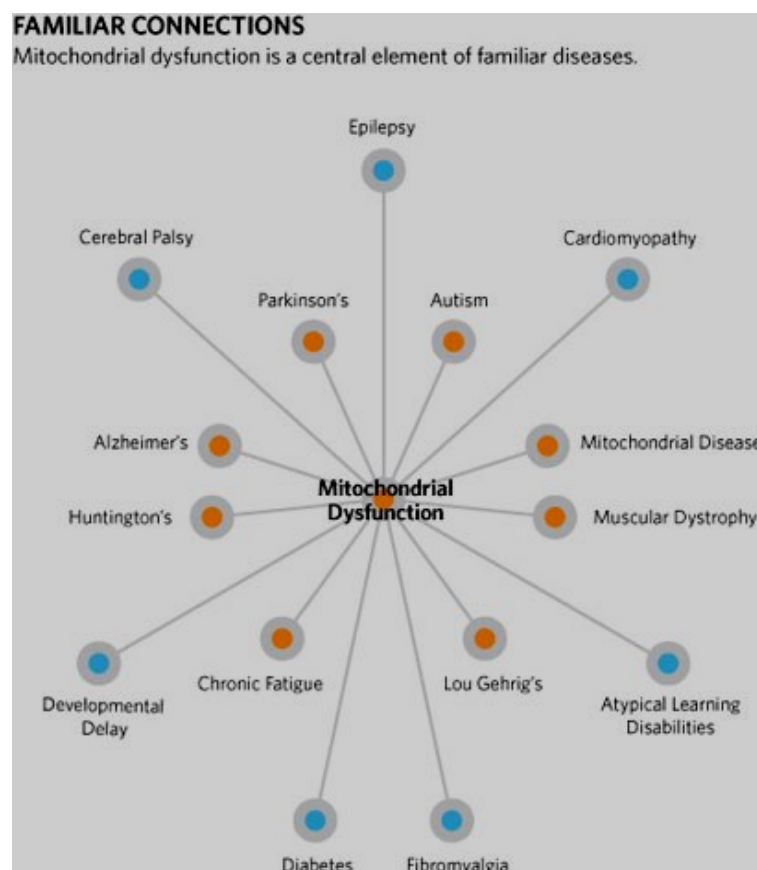 FAMILIAR CONNECTIONS
Mitochondrial dysfunction is a central element of familiar diseases.
Epilepsy
Cerebral Palsy
Cardiomyopathy
Parkinson's
Autism
Alzheimer's
Mitochondrial Disease
Mitochondrial
Dysfunction
Huntington's
Muscular Dystrophy
Chronic Fatigue
Lou Gehrig's
Developmental
Delay
Atypical Learning
Disabilities
Diabetes
Fibromyalgia